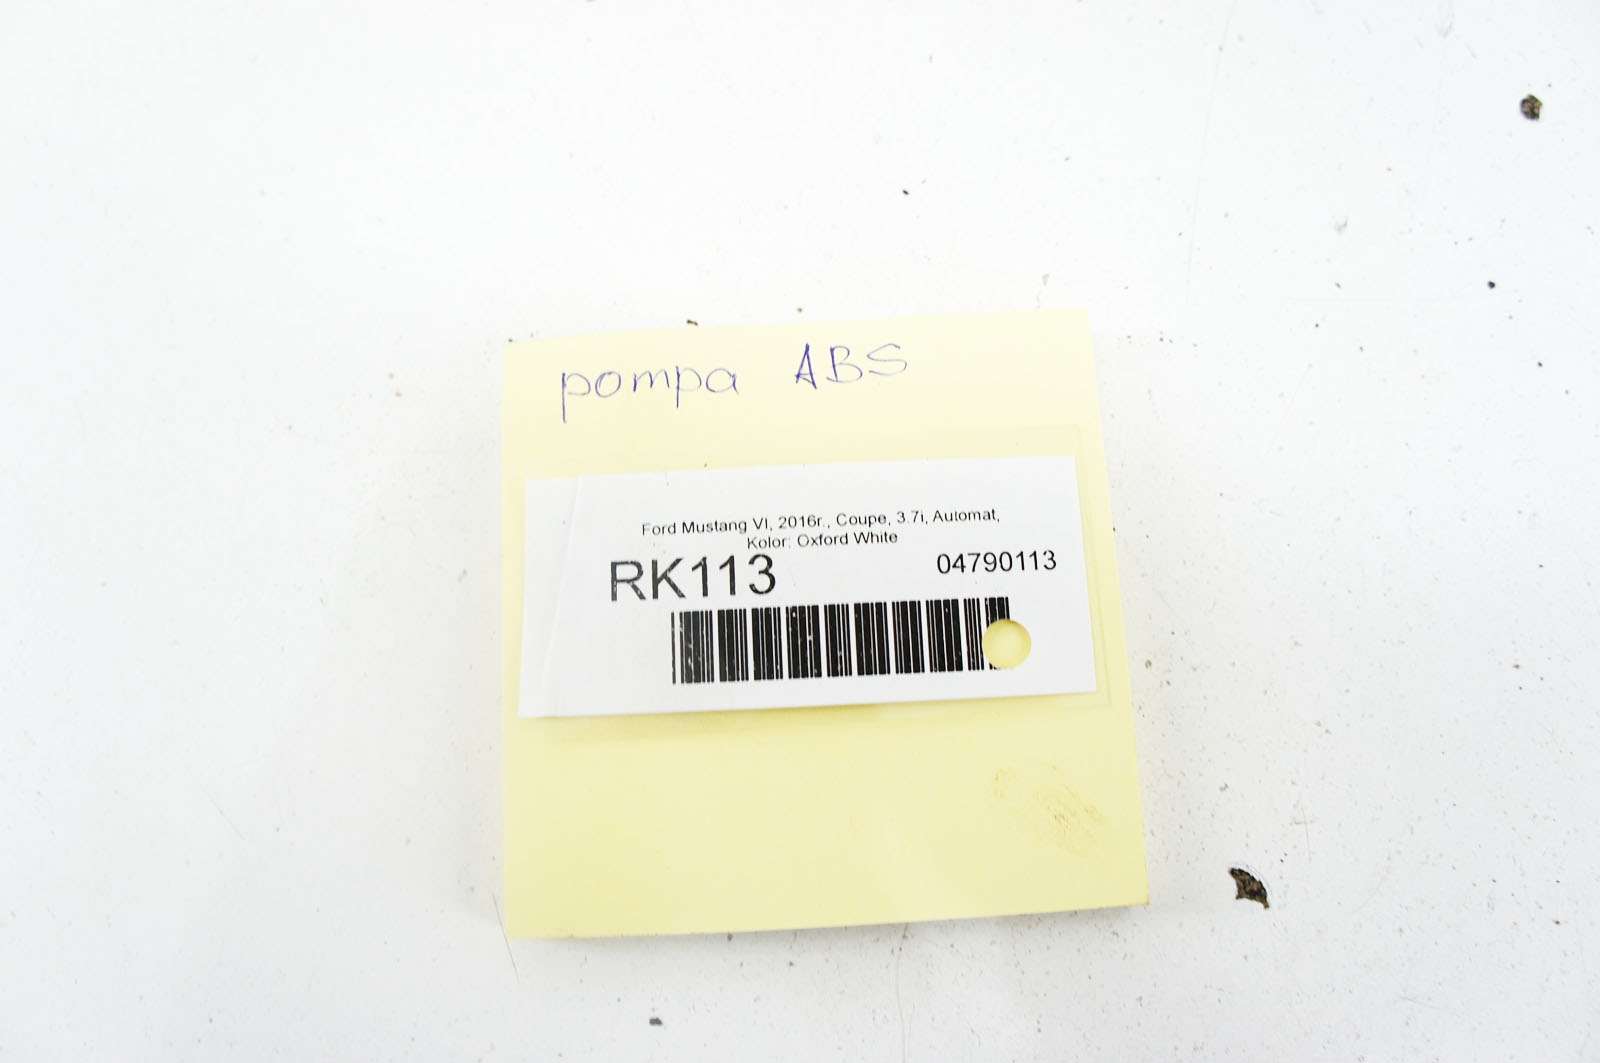 pompa ABS
Ford Mustang VI, 2016r., Coupe, 3.7i, Automat,
Kolor: Oxford White
RK113
04790113